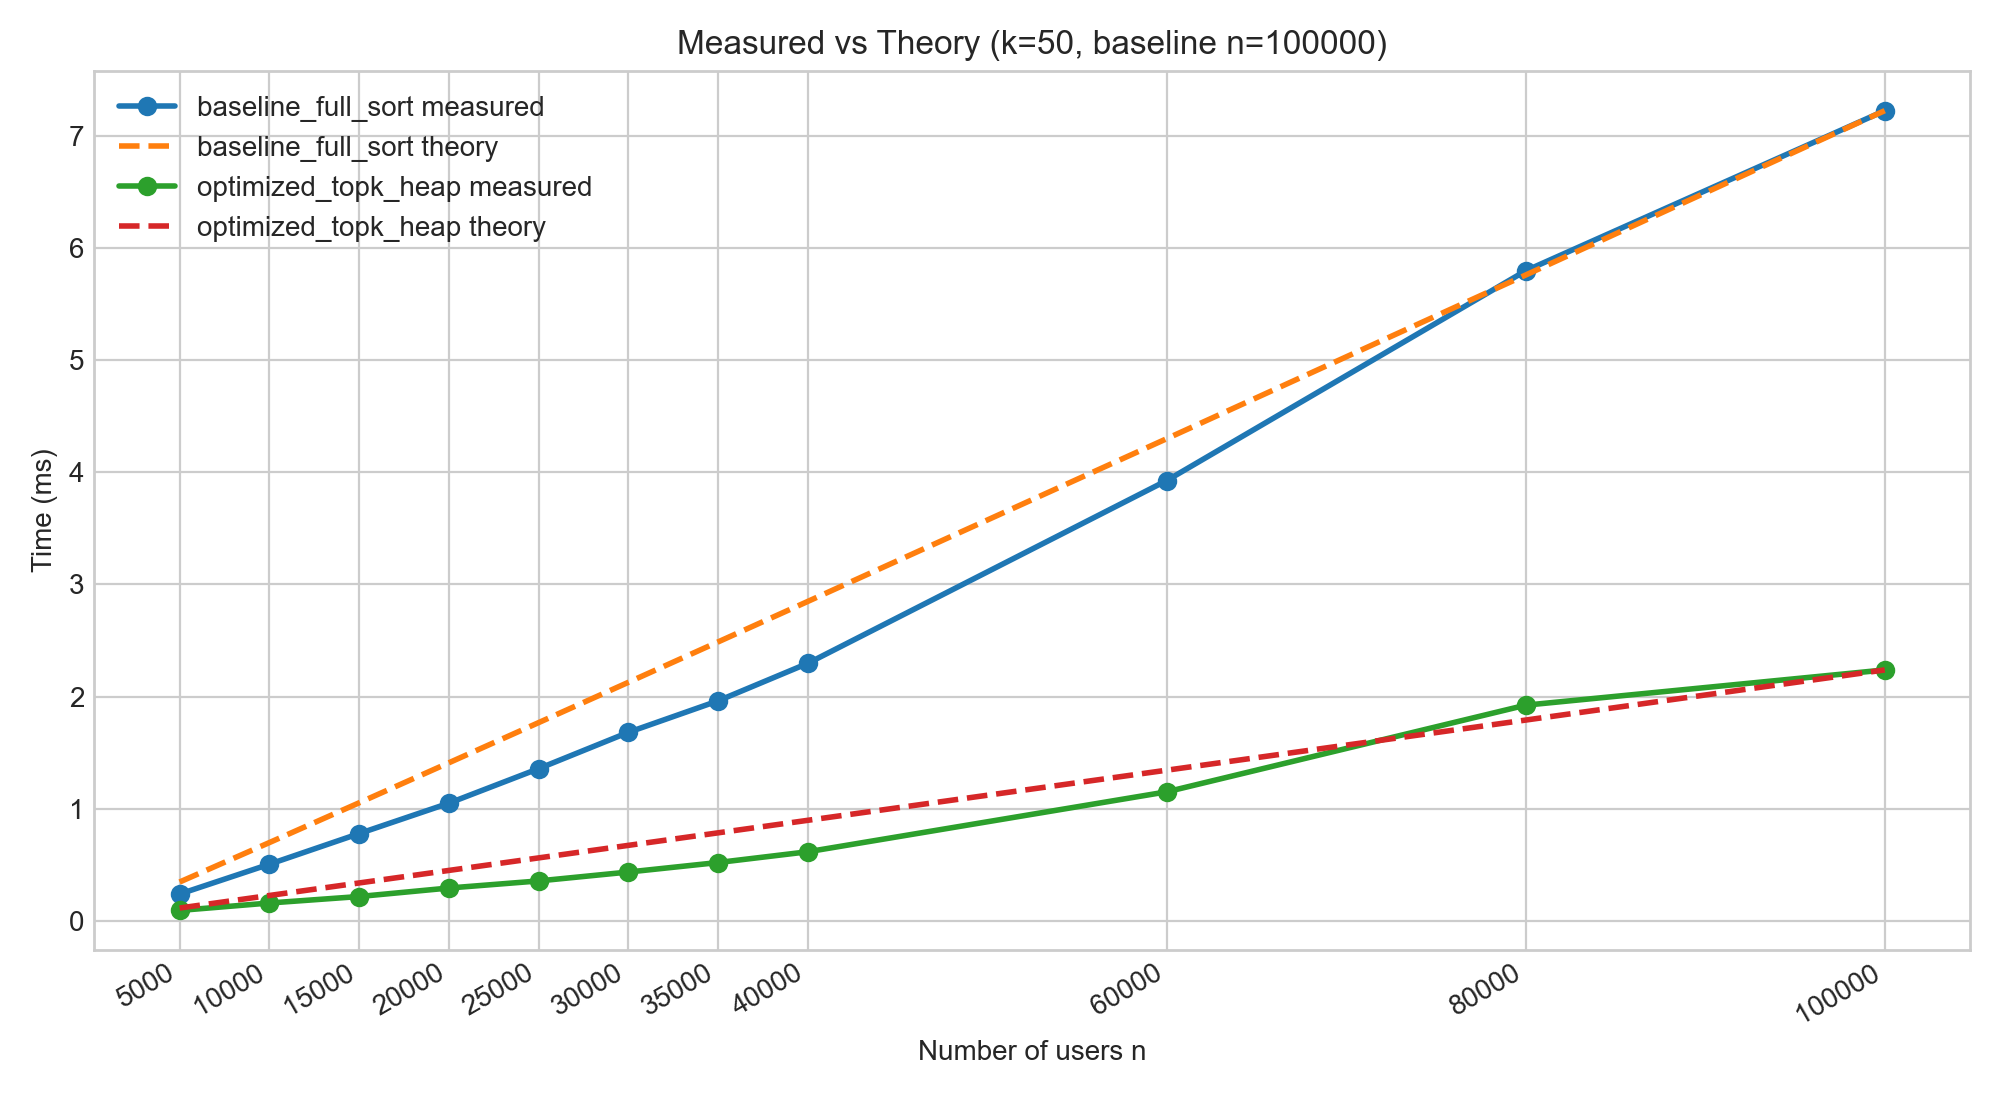 Measured vs Theory (k=50, baseline n=100000)
baseline_full_sort measured
baseline_full_sort theory
optimized_topk_heap measured
optimized_topk_heap theory
Time (ms)
7
6
5
4
3
2
1
0
5000
10000
15000
20000
25000
30000
35000
40000
60000
80000
100000
Number of users n